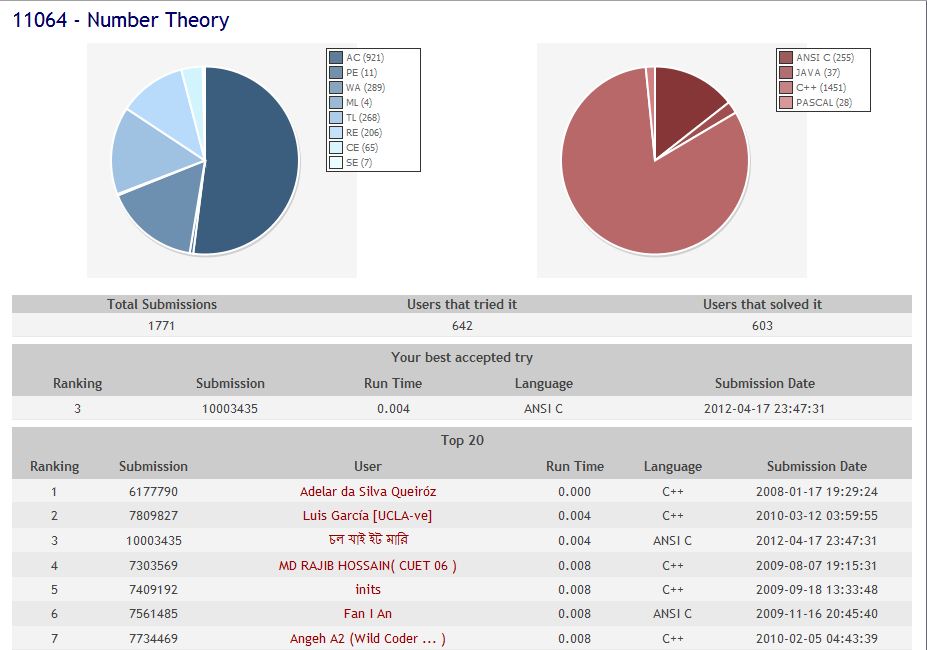 11064 - Number Theory
AC (921)
PE (11)
WA (289)
ML (4)
TL (268)
RE (206)
CE (65)
SE (7)
ANSI C (255)
JAVA (37)
C++ (1451)
PASCAL (28)
Total Submissions Users that tried it Users that solved it
1771 642 603
Your best accepted try
Ranking Submission Run Time Language Submission Date
3 10003435 0.004 ANSI C 2012-04-17 23:47:31
Top 20
Ranking Submission User Run Time Language Submission Date
1 6177790 Adelar da Silva Queiróz 0.000 C++ 2008-01-17 19:29:24
2 7809827 Luis García [UCLA-ve] 0.004 C++ 2010-03-12 03:59:55
3 10003435 চল যাই ইট মারি 0.004 ANSI C 2012-04-17 23:47:31
4 7303569 MD RAJIB HOSSAIN( CUET 06 ) 0.008 C++ 2009-08-07 19:15:31
5 7409192 inits 0.008 C++ 2009-09-18 13:33:48
6 7561485 Fan I An 0.008 ANSI C 2009-11-16 20:45:40
7 7734469 Angeh A2 (Wild Coder ... ) 0.008 C++ 2010-02-05 04:43:39